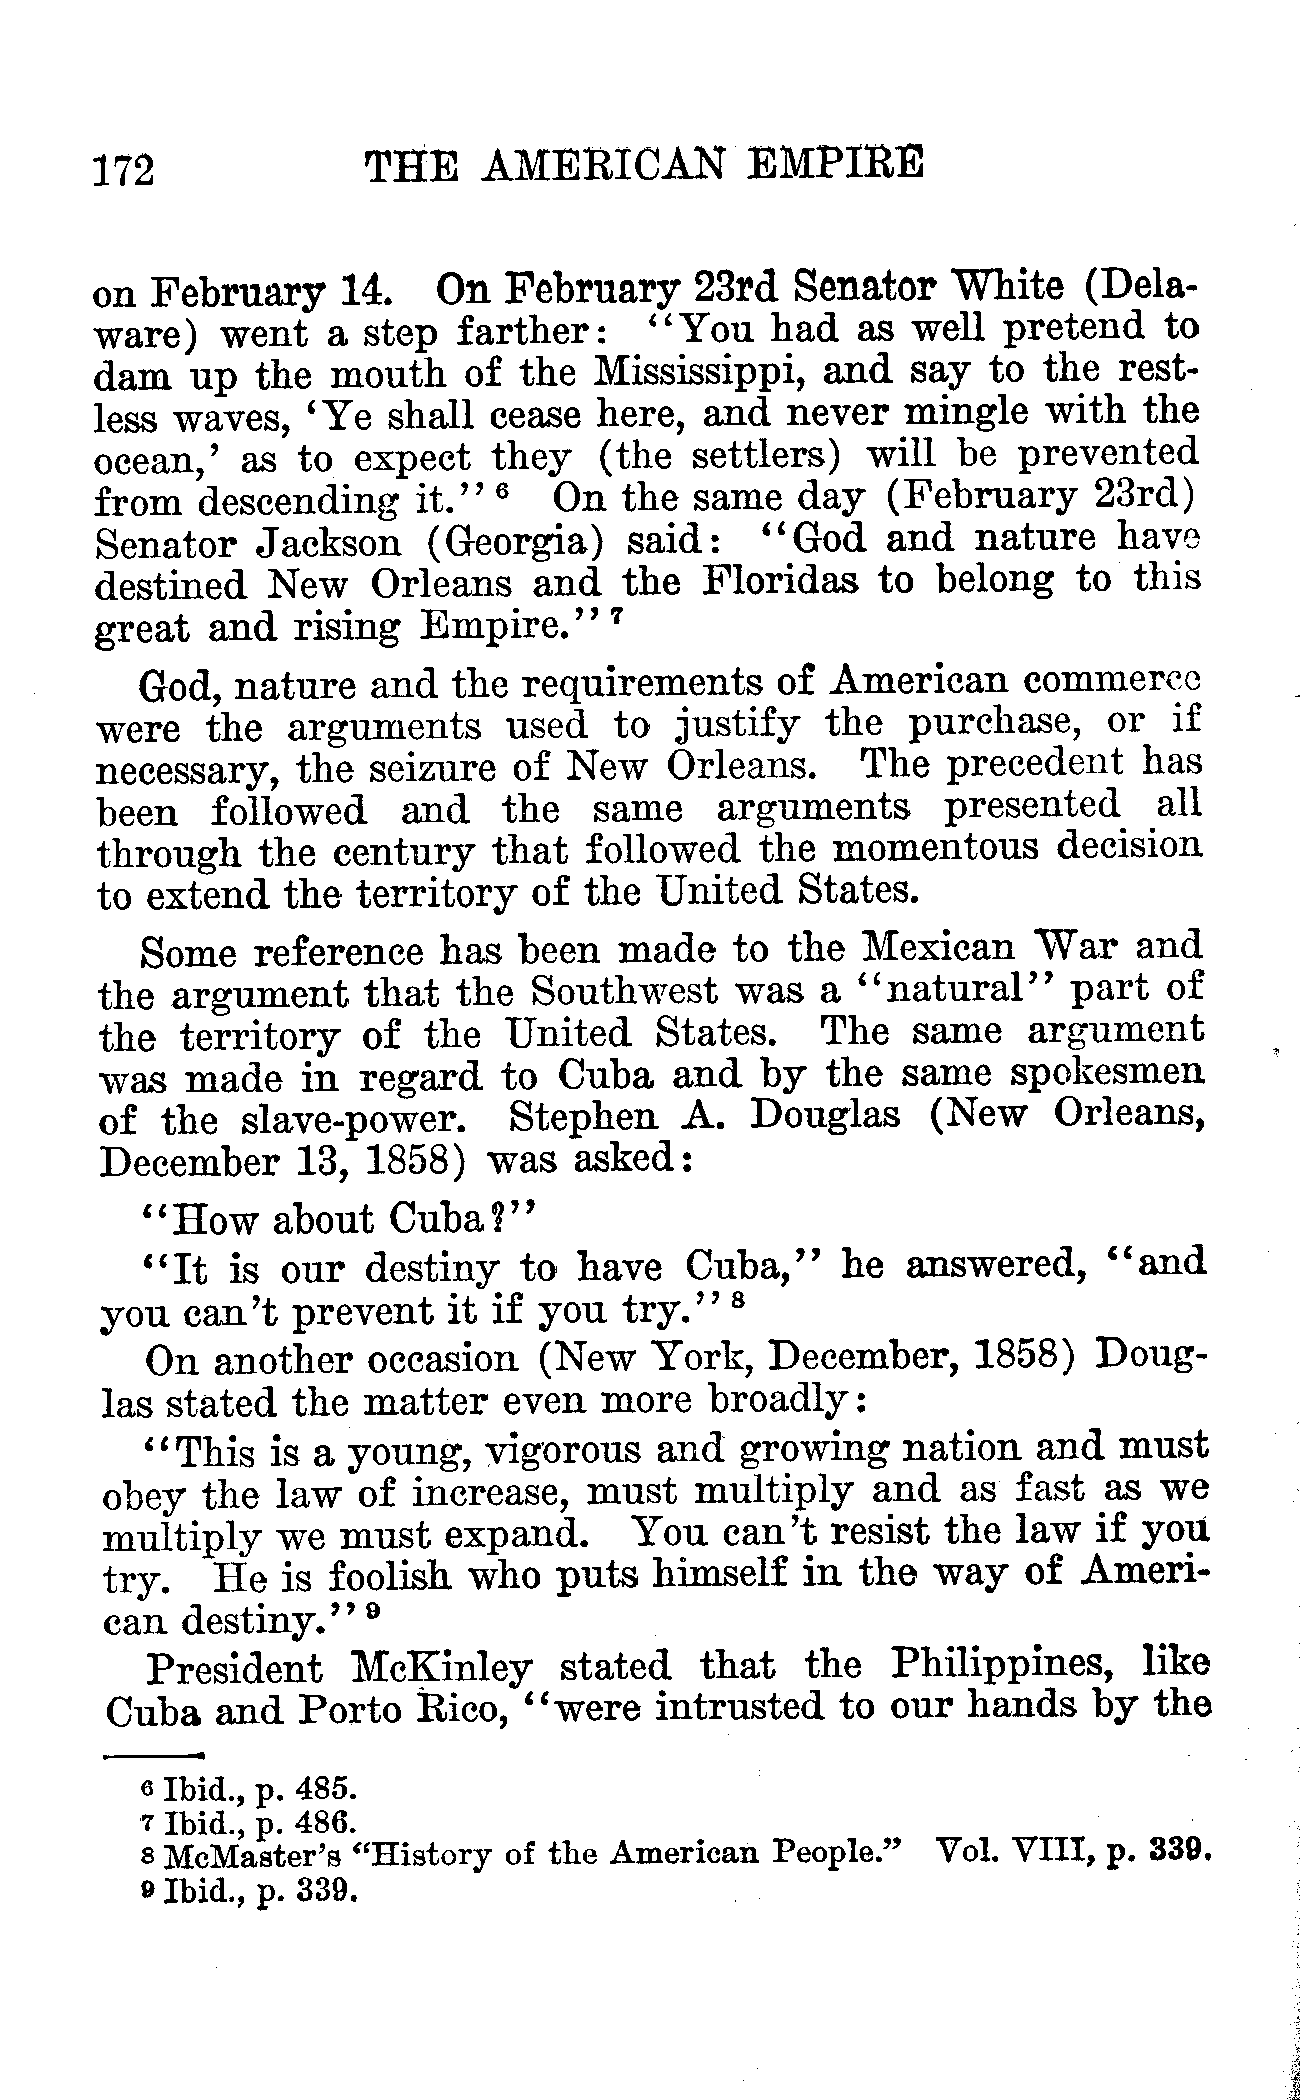 172 THE AMERICAN EMPIRE
on February 14. On February 23rd Senator White (Dela-
ware) went a step farther: "You had as well pretend to
dam up the mouth of the Mississippi, and say to the rest-
less waves, 'Ye shall cease here, and never mingle with the
ocean,' as to expect they (the settlers) will be prevented
from descending it." 6 On the same day (February 23rd)
Senator Jackson (Georgia) said: "God and nature have
destined New Orleans and the Floridas to belong to this
great and rising Empire." 7
God, nature and the requirements of American commerce
were the arguments used to justify the purchase, or if
necessary, the seizure of New Orleans. The precedent has
been followed and the same arguments presented all
through the century that followed the momentous decision
to extend the territory of the United States.
Some reference has been made to the Mexican War and
the argument that the Southwest was a "natural" part of
the territory of the United States. The same argument
was made in regard to Cuba and by the same spokesmen
of the slave-power. Stephen A. Douglas (New Orleans,
December 13, 1858) was asked:
"How about Cuba?"
"It is our destiny to have Cuba," he answered, "and
you can't prevent it if you try." 8
On another occasion (New York, December, 1858) Doug-
las stated the matter even more broadly:
"This is a young, vigorous and growing nation and must
obey the law of increase, must multiply and as fast as we
multiply we must expand. You can't resist the law if you
try. He is foolish who puts himself in the way of Ameri-
can destiny." 9
President McKinley stated that the Philippines, like
Cuba and Porto Rico, "were intrusted to our hands by the
6 Ibid., p. 485.
7 Ibid., p. 486.
8 McMaster's "History of the American People." Vol. VIII, p. 339.
9 Ibid., p. 339.